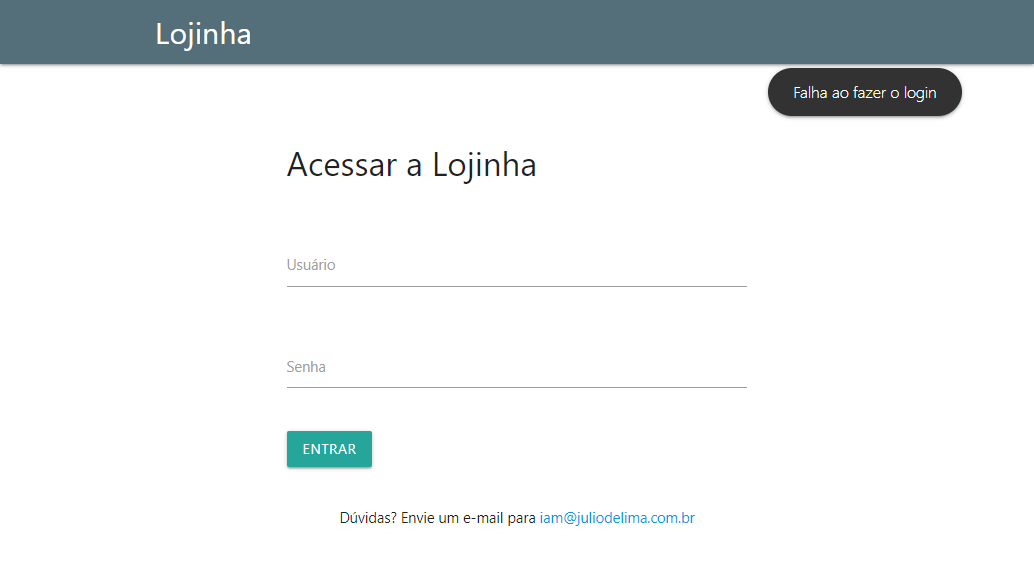 Lojinha
Falha ao fazer o login
Acessar a Lojinha
Usuário
Senha
ENTRAR
Dúvidas? Envie um e-mail para iam@juliodelima.com.br